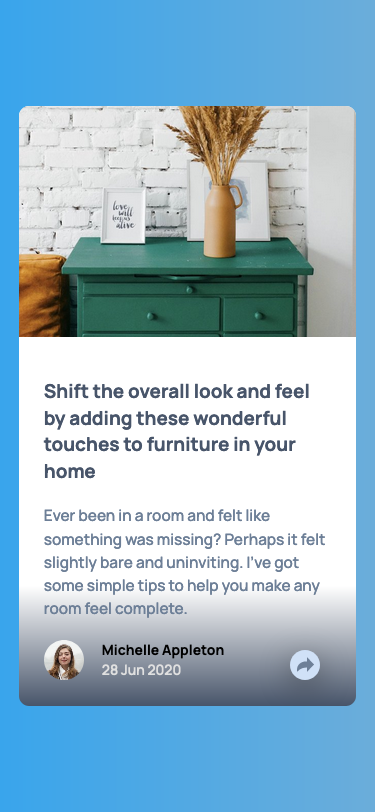 love
will
keep us
alive
Shift the overall look and feel
by adding these wonderful
touches to furniture in your
home
Ever been in a room and felt like
something was missing? Perhaps it felt
slightly bare and uninviting. I've got
some simple tips to help you make any
room feel complete.
Michelle Appleton
28 Jun 2020